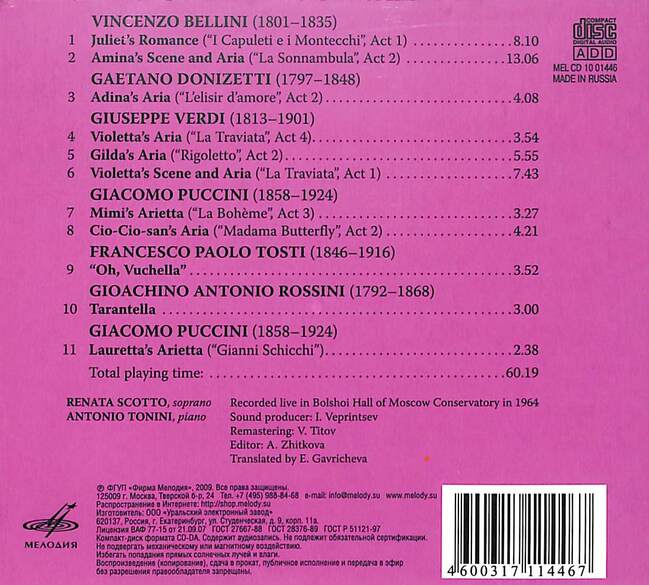 VINCENZO BELLINI (1801–1835)
1 Juliet's Romance ("I Capuleti e i Montecchi", Act 1) 8.10
2 Amina's Scene and Aria ("La Sonnambula", Act 2) 13.06
GAETANO DONIZETTI (1797–1848)
3 Adina's Aria ("L'elisir d'amore", Act 2) 4.08
GIUSEPPE VERDI (1813–1901)
4 Violetta's Aria ("La Traviata", Act 4) 3.54
5 Gilda's Aria ("Rigoletto", Act 2) 5.55
6 Violetta's Scene and Aria ("La Traviata", Act 1) 7.43
GIACOMO PUCCINI (1858–1924)
7 Mimi's Arietta ("La Bohème", Act 3) 3.27
8 Cio-Cio-san's Aria ("Madama Butterfly", Act 2) 4.21
FRANCESCO PAOLO TOSTI (1846–1916)
9 "Oh, Vuchella" 3.52
GIOACHINO ANTONIO ROSSINI (1792–1868)
10 Tarantella 3.00
GIACOMO PUCCINI (1858–1924)
11 Lauretta's Arietta ("Gianni Schicchi") 2.38
Total playing time: 60.19
COMPACT
disc
DIGITAL AUDIO
ADD
MEL CD 10 01446
MADE IN RUSSIA
RENATA SCOTTO, soprano
ANTONIO TONINI, piano
Recorded live in Bolshoi Hall of Moscow Conservatory in 1964
Sound producer: I. Veprintsev
Remastering: V. Titov
Editor: A. Zhitkova
Translated by E. Gavricheva
МЕЛОДИЯ
℗ ФГУП «Фирма Мелодия», 2009. Все права защищены.
125009 г. Москва, Тверской б-р, 24 Тел. +7 (495) 988-84-68 e-mail: info@melody.su www.melody.su
Распространение в Интернете: http://shop.melody.su
Изготовитель: ООО «Уральский электронный завод»
620137, Россия, г. Екатеринбург, ул. Студенческая, д. 9, корп. 11а.
Лицензия ВАФ 77-15 от 21.09.07 ГОСТ 27667-88 ГОСТ 28376-89 ГОСТ Р 51121-97
Компакт-диск формата CD-DA. Содержит аудиозапись. Не подлежит обязательной сертификации.
Не подвергать механическому или магнитному воздействию.
Избегать попадания прямых солнечных лучей и влаги.
Воспроизведение (копирование), сдача в прокат, публичное исполнение и передача в эфир
без разрешения правообладателя запрещены.
4 600317 114467